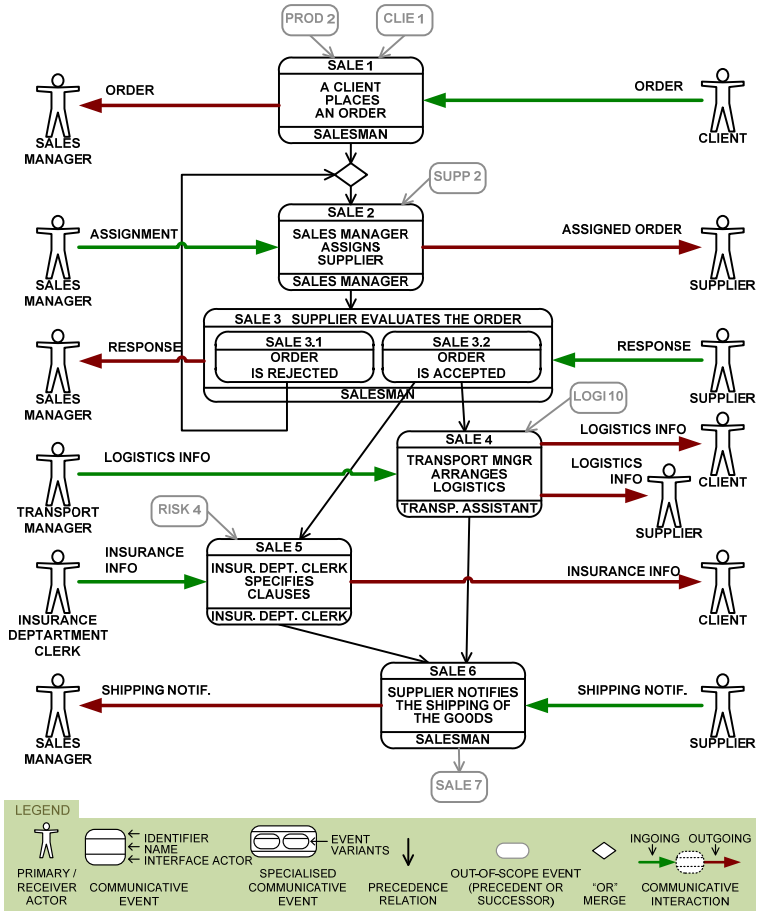 PROD 2
CLIE 1
SALE 1
A CLIENT
PLACES
AN ORDER
SALESMAN
ORDER
SALES
MANAGER
ORDER
CLIENT
SUPP 2
SALE 2
SALES MANAGER
ASSIGNS
SUPPLIER
SALES MANAGER
ASSIGNMENT
SALES
MANAGER
ASSIGNED ORDER
SUPPLIER
SALE 3 SUPPLIER EVALUATES THE ORDER
SALE 3.1
ORDER
IS REJECTED
SALE 3.2
ORDER
IS ACCEPTED
SALESMAN
RESPONSE
SALES
MANAGER
RESPONSE
SUPPLIER
LOGI 10
SALE 4
TRANSPORT MNGR
ARRANGES
LOGISTICS
TRANSP. ASSISTANT
LOGISTICS INFO
TRANSPORT
MANAGER
LOGISTICS INFO
CLIENT
LOGISTICS
INFO
SUPPLIER
RISK 4
SALE 5
INSUR. DEPT. CLERK
SPECIFIES
CLAUSES
INSUR. DEPT. CLERK
INSURANCE
INFO
INSURANCE
DEPTARTMENT
CLERK
INSURANCE INFO
CLIENT
SALE 6
SUPPLIER NOTIFIES
THE SHIPPING OF
THE GOODS
SALESMAN
SHIPPING NOTIF.
SALES
MANAGER
SHIPPING NOTIF.
SUPPLIER
SALE 7
LEGEND
PRIMARY /
RECEIVER
ACTOR
IDENTIFIER
NAME
INTERFACE ACTOR
COMMUNICATIVE
EVENT
EVENT
VARIANTS
SPECIALISED
COMMUNICATIVE
EVENT
PRECEDENCE
RELATION
OUT-OF-SCOPE EVENT
(PRECEDENT OR
SUCCESSOR)
“OR”
MERGE
INGOING
OUTGOING
COMMUNICATIVE
INTERACTION